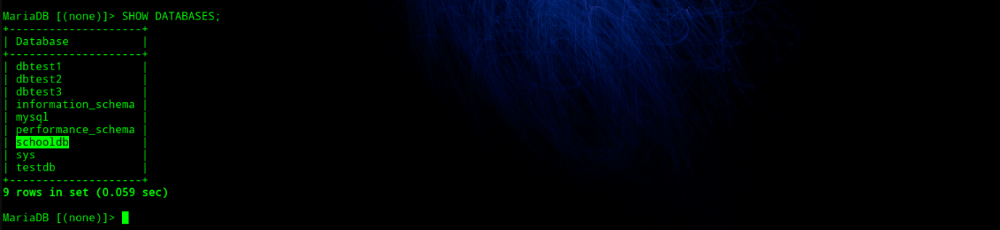 MariaDB [(none)]> SHOW DATABASES;
+--------------------+
| Database           |
+--------------------+
| dbtest1            |
| dbtest2            |
| dbtest3            |
| information_schema |
| mysql              |
| performance_schema |
| schooldb           |
| sys                |
| testdb             |
+--------------------+
9 rows in set (0.059 sec)
MariaDB [(none)]>